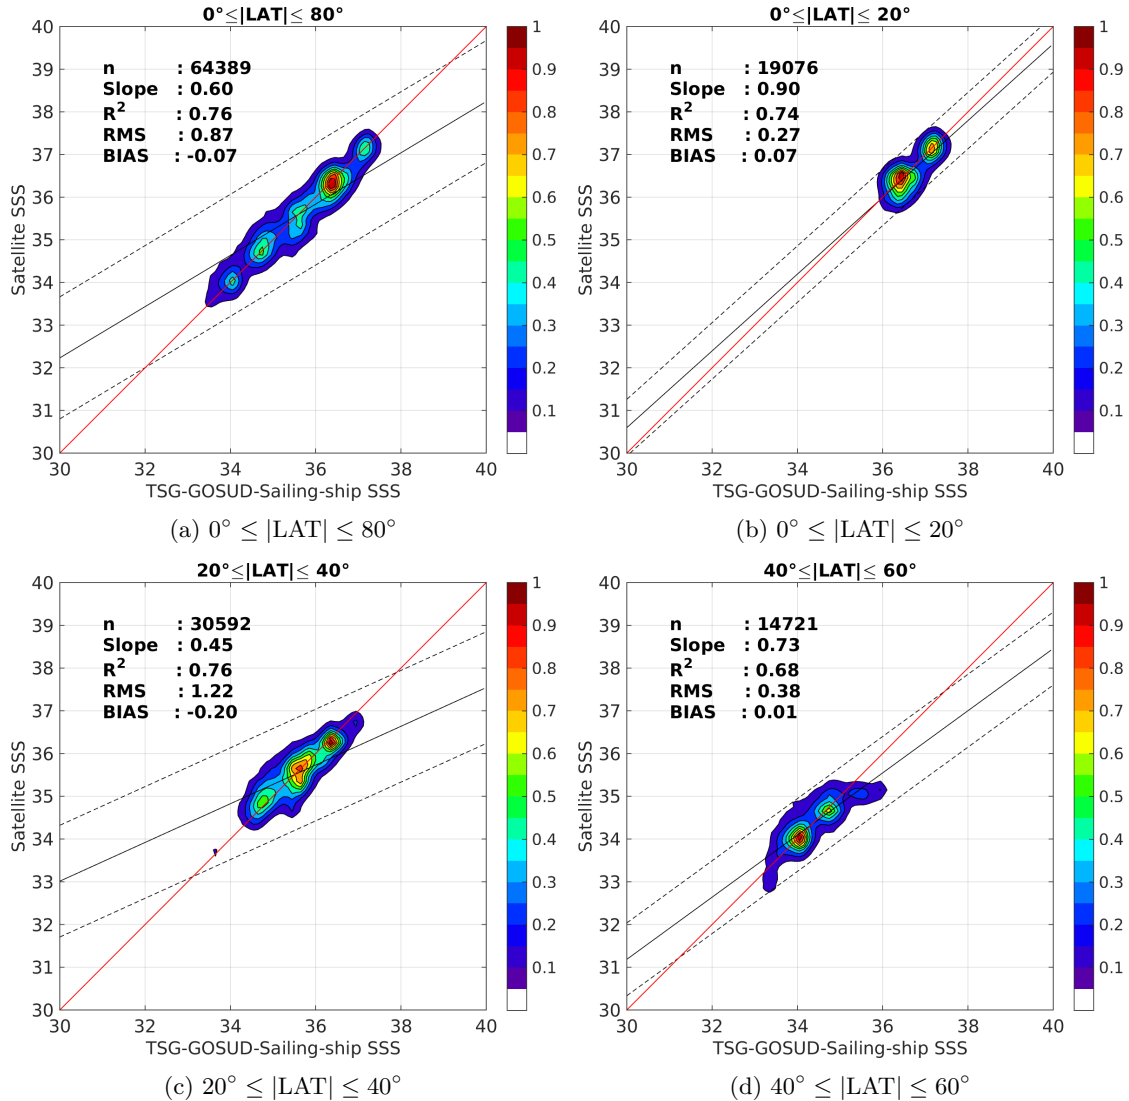 0°≤|LAT|≤ 80°
40
39
38
37
36
35
34
33
32
31
30
Satellite SSS
n : 64389
Slope : 0.60
R² : 0.76
RMS : 0.87
BIAS : -0.07
30 32 34 36 38 40
TSG-GOSUD-Sailing-ship SSS
1
0.9
0.8
0.7
0.6
0.5
0.4
0.3
0.2
0.1
(a) 0° ≤ |LAT| ≤ 80°
0°≤|LAT|≤ 20°
40
39
38
37
36
35
34
33
32
31
30
Satellite SSS
n : 19076
Slope : 0.90
R² : 0.74
RMS : 0.27
BIAS : 0.07
30 32 34 36 38 40
TSG-GOSUD-Sailing-ship SSS
1
0.9
0.8
0.7
0.6
0.5
0.4
0.3
0.2
0.1
(b) 0° ≤ |LAT| ≤ 20°
20°≤|LAT|≤ 40°
40
39
38
37
36
35
34
33
32
31
30
Satellite SSS
n : 30592
Slope : 0.45
R² : 0.76
RMS : 1.22
BIAS : -0.20
30 32 34 36 38 40
TSG-GOSUD-Sailing-ship SSS
1
0.9
0.8
0.7
0.6
0.5
0.4
0.3
0.2
0.1
(c) 20° ≤ |LAT| ≤ 40°
40°≤|LAT|≤ 60°
40
39
38
37
36
35
34
33
32
31
30
Satellite SSS
n : 14721
Slope : 0.73
R² : 0.68
RMS : 0.38
BIAS : 0.01
30 32 34 36 38 40
TSG-GOSUD-Sailing-ship SSS
1
0.9
0.8
0.7
0.6
0.5
0.4
0.3
0.2
0.1
(d) 40° ≤ |LAT| ≤ 60°